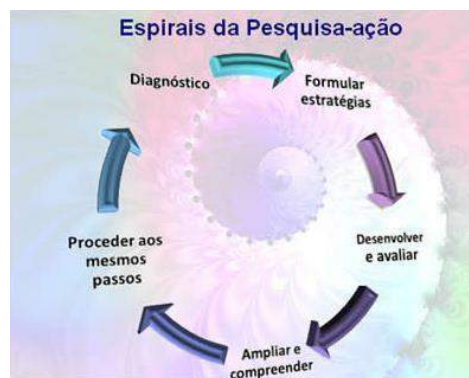 Espirais da Pesquisa-ação
Diagnóstico
Formular
estratégias
Desenvolver
e avaliar
Ampliar e
compreender
Proceder aos
mesmos
passos